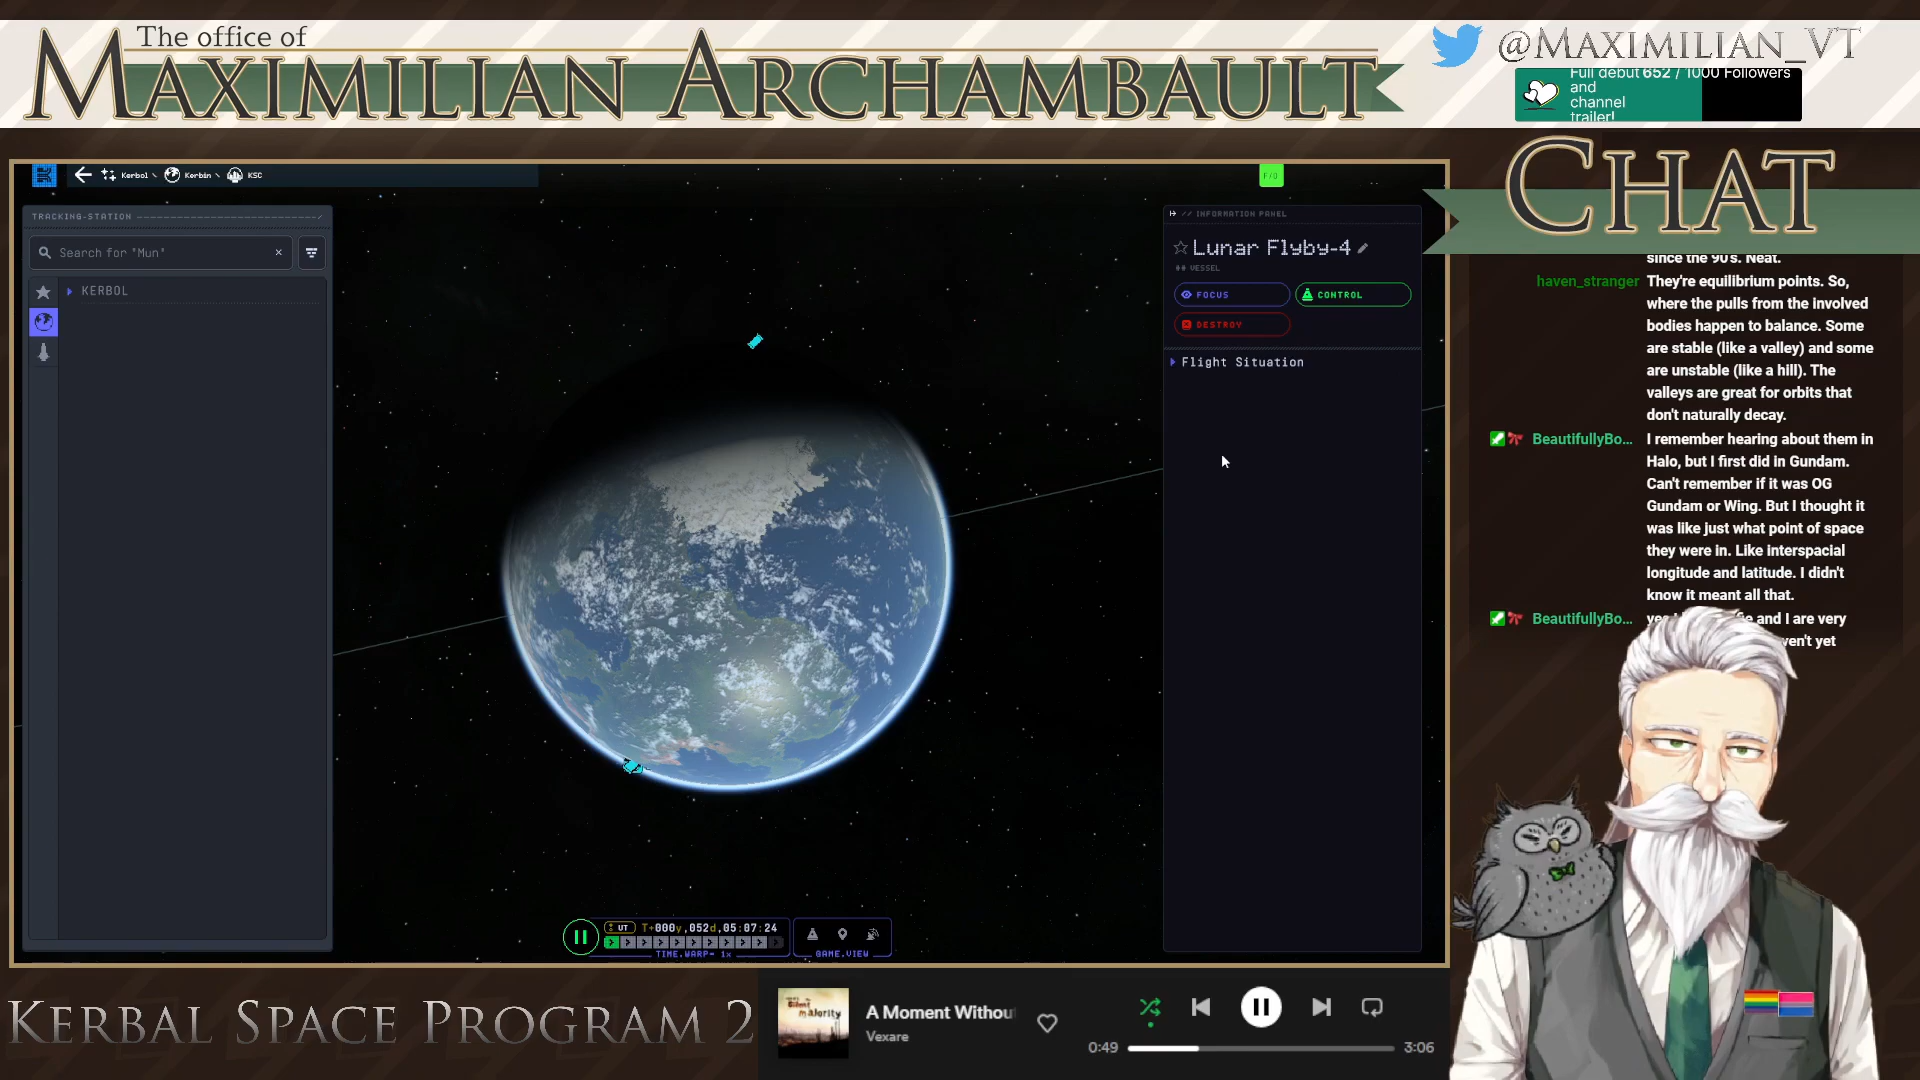 The office of
MAXIMILIAN ARCHAMBAULT
@MAXIMILIAN_VT
Full debut 652 / 1000 Followers
and
channel
trailer!
CHAT
Kerbol
Kerbin
KSC
F/O
TRACKING-STATION
Search for "Mun"
KERBOL
// INFORMATION PANEL
Lunar Flyby-4
VESSEL
FOCUS
CONTROL
DESTROY
Flight Situation
since the 90's. Neat.
haven_stranger They're equilibrium points. So,
where the pulls from the involved
bodies happen to balance. Some
are stable (like a valley) and some
are unstable (like a hill). The
valleys are great for orbits that
don't naturally decay.
BeautifullyBo... I remember hearing about them in
Halo, but I first did in Gundam.
Can't remember if it was OG
Gundam or Wing. But I thought it
was like just what point of space
they were in. Like interspacial
longitude and latitude. I didn't
know it meant all that.
BeautifullyBo... and I are very
yet
UT T+000y,052d,05:07:24
TIME.WARP= 1x
GAME.VIEW
KERBAL SPACE PROGRAM 2
Silent
majority
A Moment Withou
Vexare
0:49
3:06